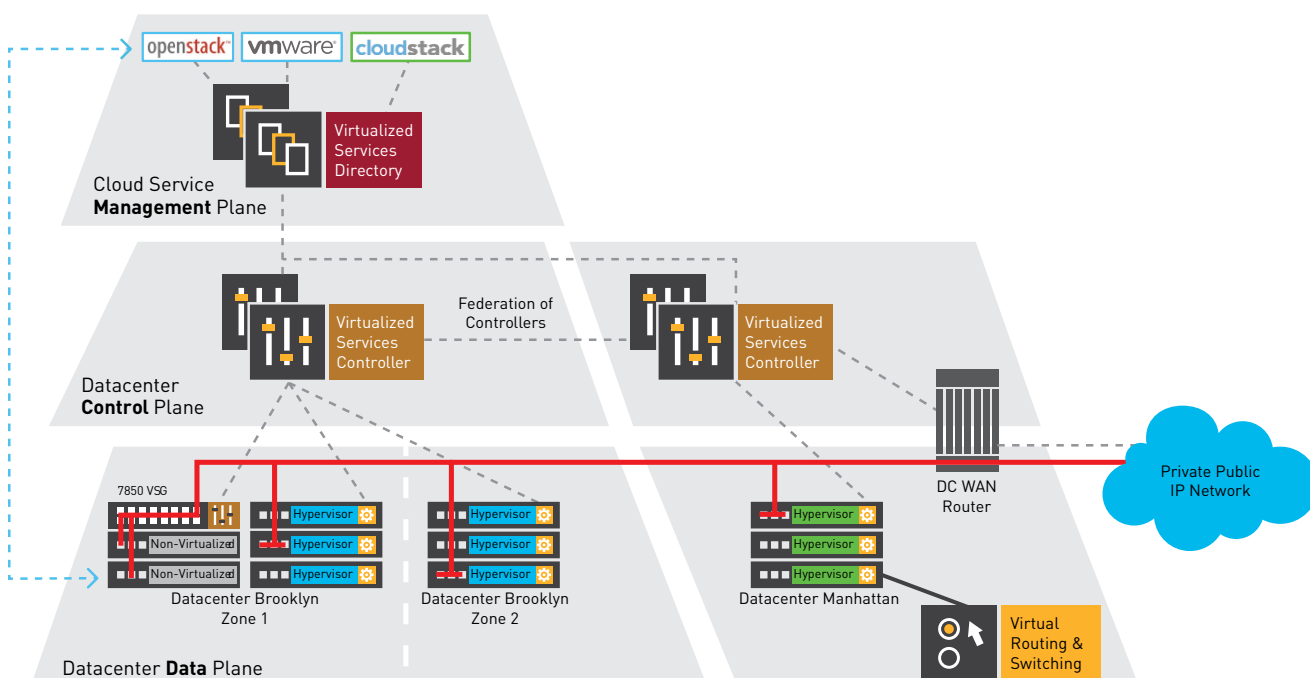 openstack™
vmware®
cloudstack
Virtualized
Services
Directory
Cloud Service
Management Plane
Virtualized
Services
Controller
Federation of
Controllers
Virtualized
Services
Controller
Datacenter
Control Plane
7850 VSG
Non-Virtualized
Non-Virtualized
Hypervisor
Hypervisor
Hypervisor
Datacenter Brooklyn
Zone 1
Hypervisor
Hypervisor
Hypervisor
Datacenter Brooklyn
Zone 2
Hypervisor
Hypervisor
Hypervisor
Datacenter Manhattan
DC WAN
Router
Private Public
IP Network
Virtual
Routing &
Switching
Datacenter Data Plane